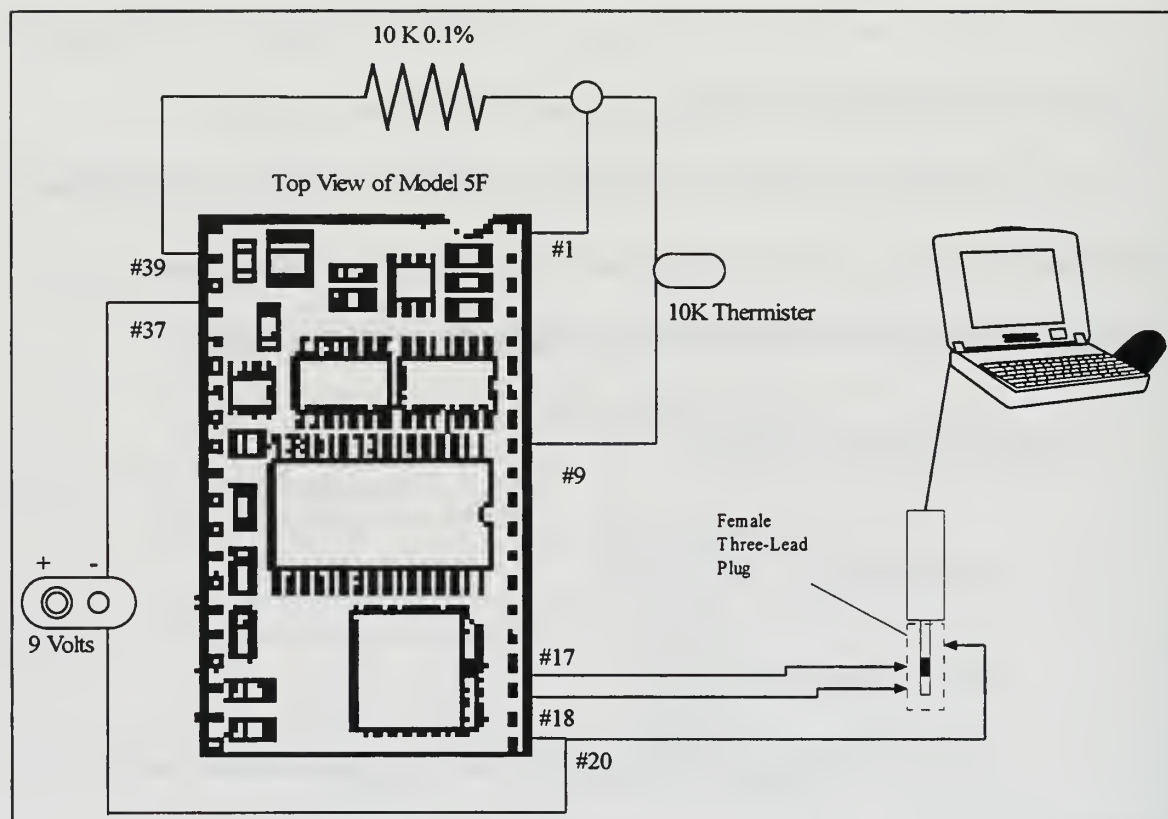 10 K 0.1%
Top View of Model 5F
#1
#39
10K Thermister
#37
#9
Female
Three-Lead
Plug
+ -
9 Volts
#17
#18
#20